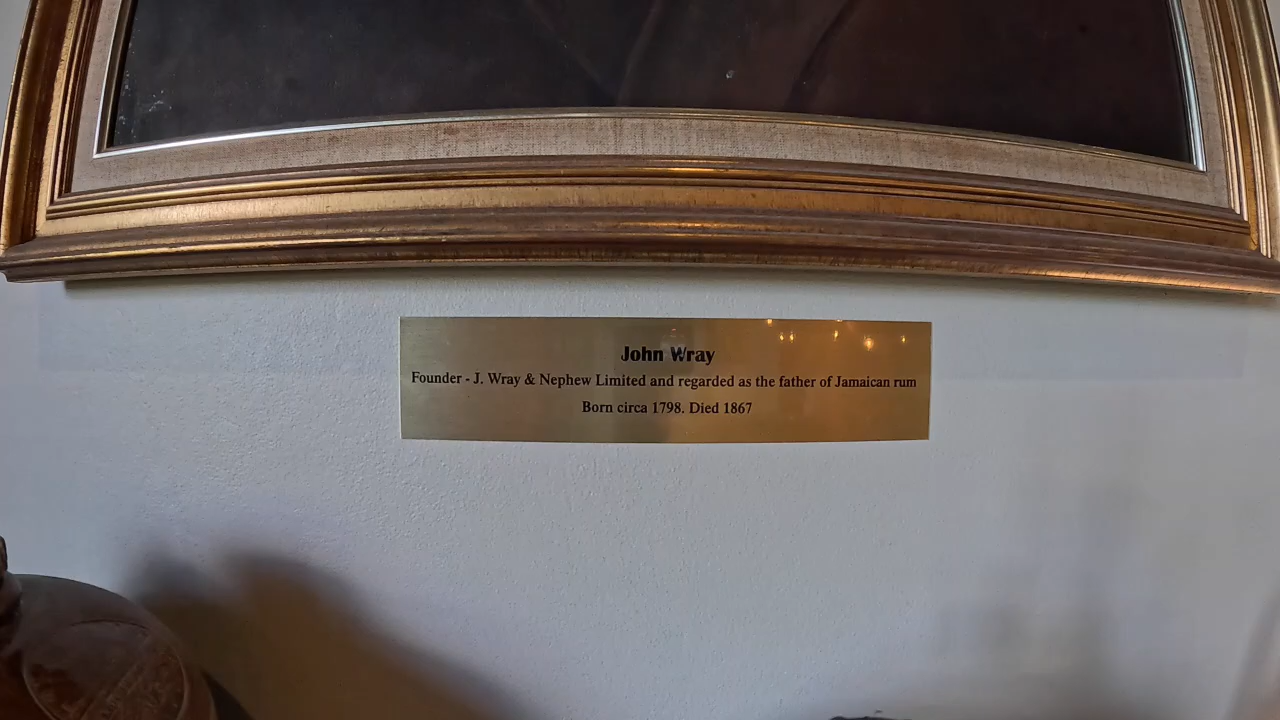 John Wray
Founder - J. Wray & Nephew Limited and regarded as the father of Jamaican rum
Born circa 1798. Died 1867